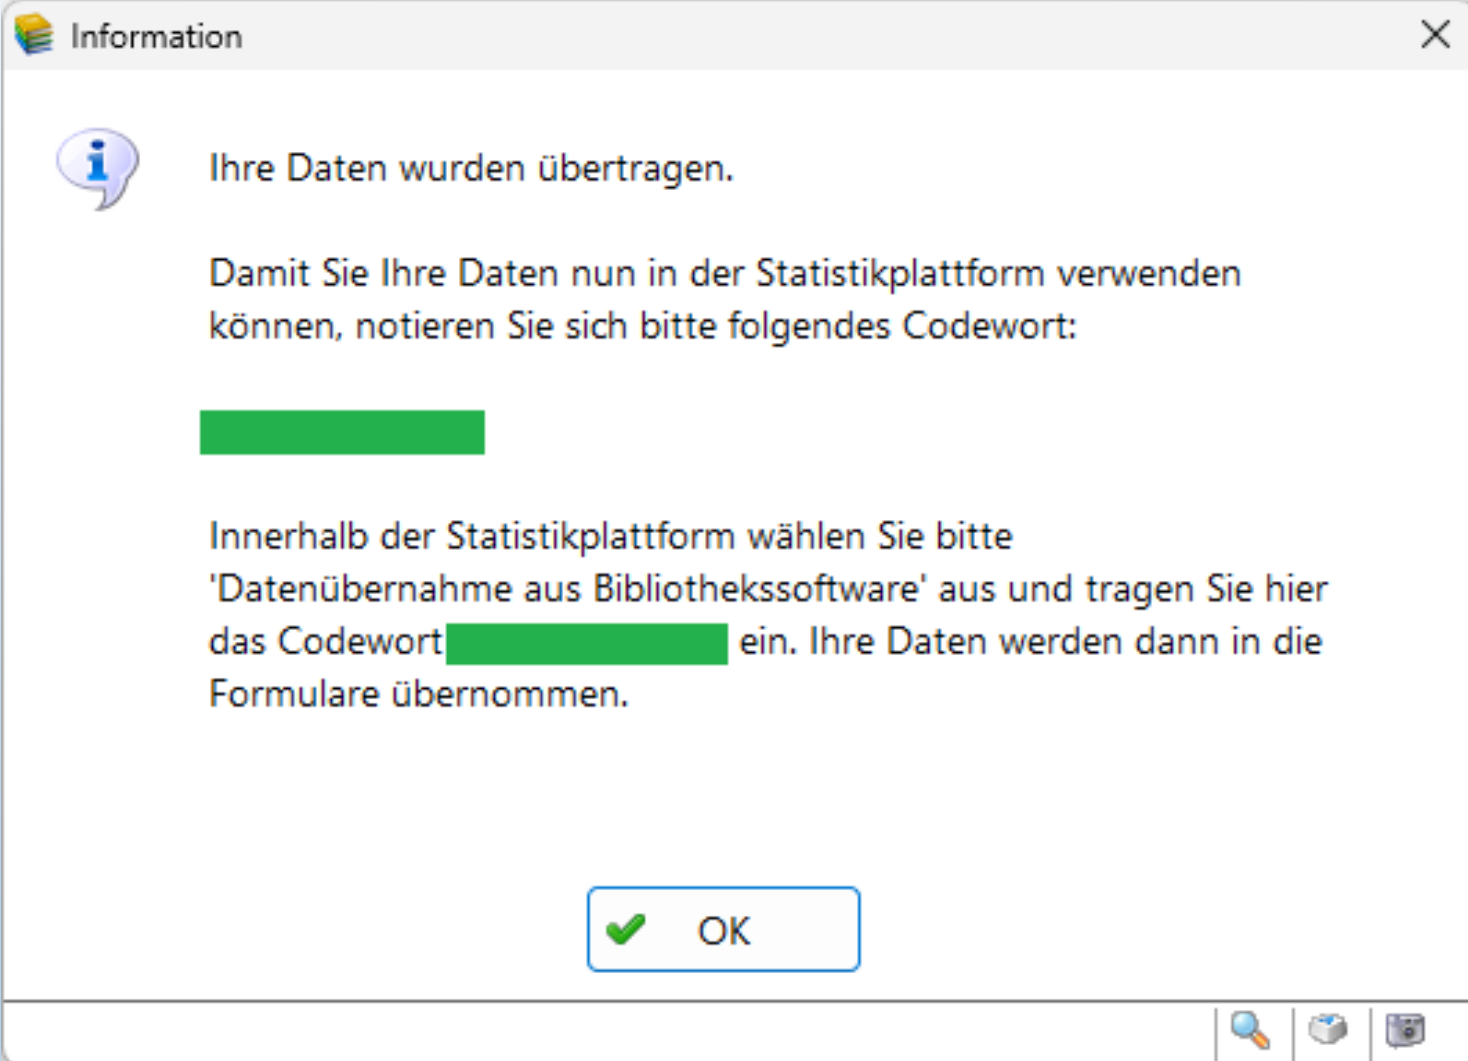 Information
Ihre Daten wurden übertragen.
Damit Sie Ihre Daten nun in der Statistikplattform verwenden
können, notieren Sie sich bitte folgendes Codewort:
Innerhalb der Statistikplattform wählen Sie bitte
'Datenübernahme aus Bibliothekssoftware' aus und tragen Sie hier
das Codewort ein. Ihre Daten werden dann in die
Formulare übernommen.
OK